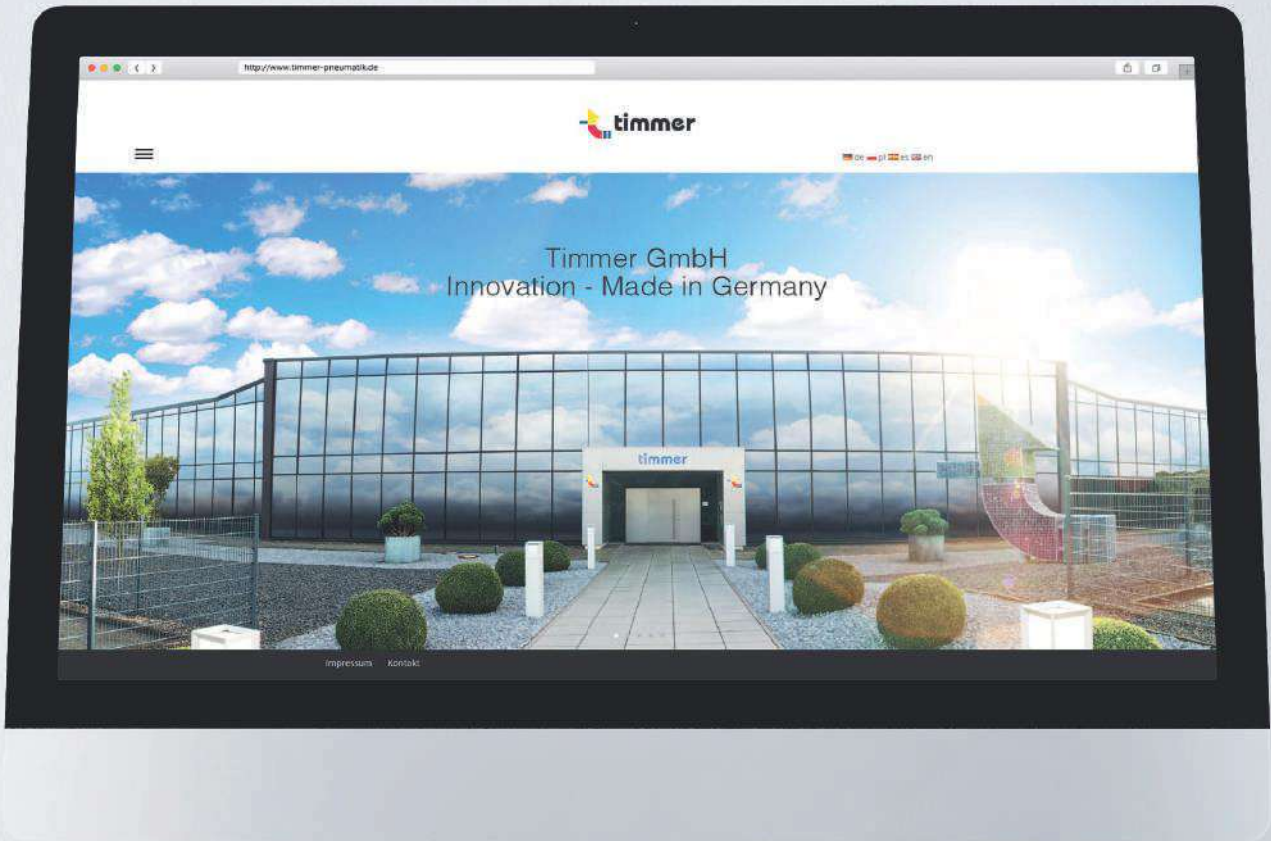 http://www.timmer-pneumatik.de
timmer
de pl es en
Timmer GmbH
Innovation - Made in Germany
timmer
Impressum Kontakt